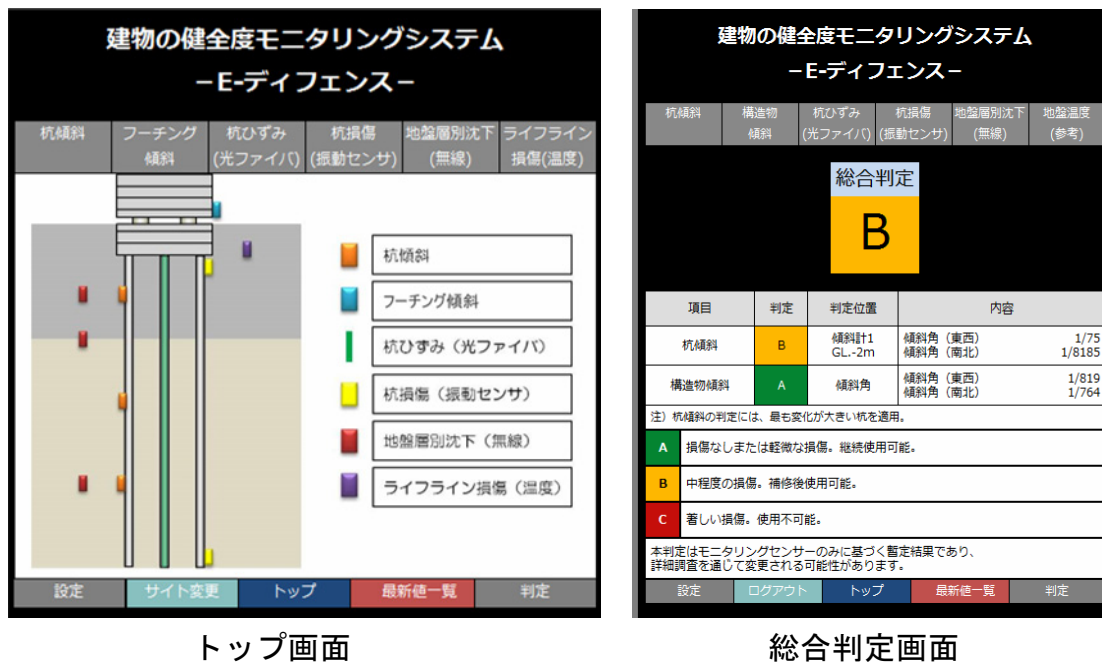 建物の健全度モニタリングシステム
－E-ディフェンス－
杭傾斜
フーチング
傾斜
杭ひずみ
(光ファイバ)
杭損傷
(振動センサ)
地盤層別沈下
(無線)
ライフライン
損傷(温度)
杭傾斜
フーチング傾斜
杭ひずみ（光ファバ）
杭損傷（振動センサ）
地盤層別沈下（無線）
ライフライン損傷（温度）
設定
サイト変更
トップ
最新値一覧
判定
トップ画面
建物の健全度モニタリングシステム
－E-ディフェンス－
杭傾斜
構造物
傾斜
杭ひずみ
(光ファイバ)
杭損傷
(振動センサ)
地盤層別沈下
(無線)
地盤温度
(参考)
総合判定
B
項目 判定 判定位置 内容
杭傾斜 B 傾斜計1 傾斜角（東西） 1/75
GL.-2m 傾斜角（南北） 1/8185
構造物傾斜 A 傾斜角 傾斜角（東西） 1/819
傾斜角（南北） 1/764
注）杭傾斜の判定には、最も変化が大きい杭を適用。
A 損傷なしまたは軽微な損傷。継続使用可能。
B 中程度の損傷。補修後使用可能。
C 著しい損傷。使用不可能。
本判定はモニタリングセンサーのみに基づく暫定結果であり、
詳細調査を通じて変更される可能性があります。
設定
ログアウト
トップ
最新値一覧
判定
総合判定画面